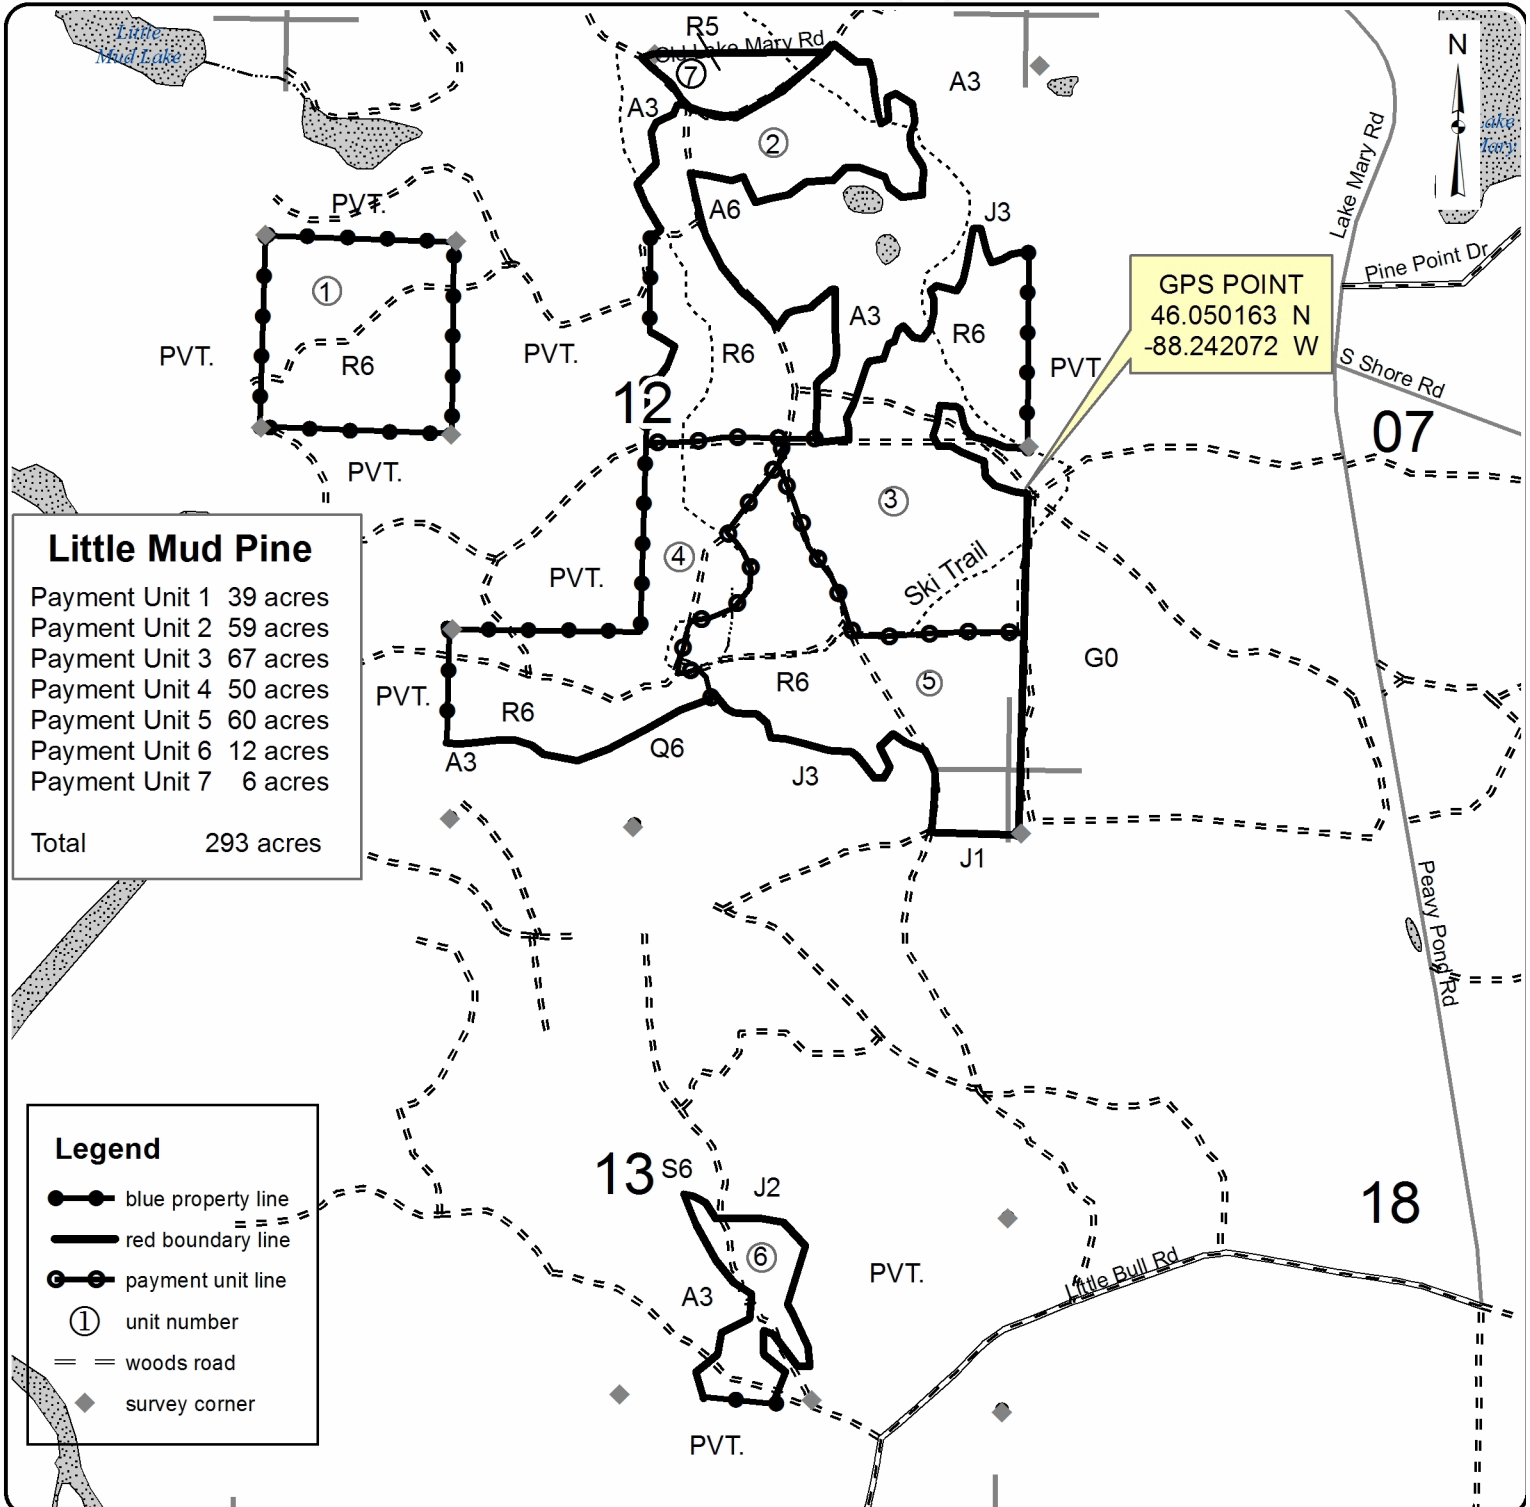 Little
Mud Lake
R5
Old Lake Mary Rd
7
A3
A3
2
N
Lake Mary Rd
PVT.
A6
J3
Pine Point Dr
1
GPS POINT
46.050163 N
-88.242072 W
A3
R6
R6
PVT.
PVT.
R6
PVT
S Shore Rd
12
07
PVT.
3
4
PVT.
Ski Trail
Little Mud Pine
Payment Unit 1 39 acres
Payment Unit 2 59 acres
Payment Unit 3 67 acres
Payment Unit 4 50 acres
Payment Unit 5 60 acres
Payment Unit 6 12 acres
Payment Unit 7 6 acres
Total 293 acres
G0
R6
5
PVT.
R6
Q6
A3
J3
J1
Peavy Pond Rd
13
S6
J2
18
6
PVT.
Little Bull Rd
A3
PVT.
Legend
blue property line
red boundary line
payment unit line
1 unit number
woods road
survey corner